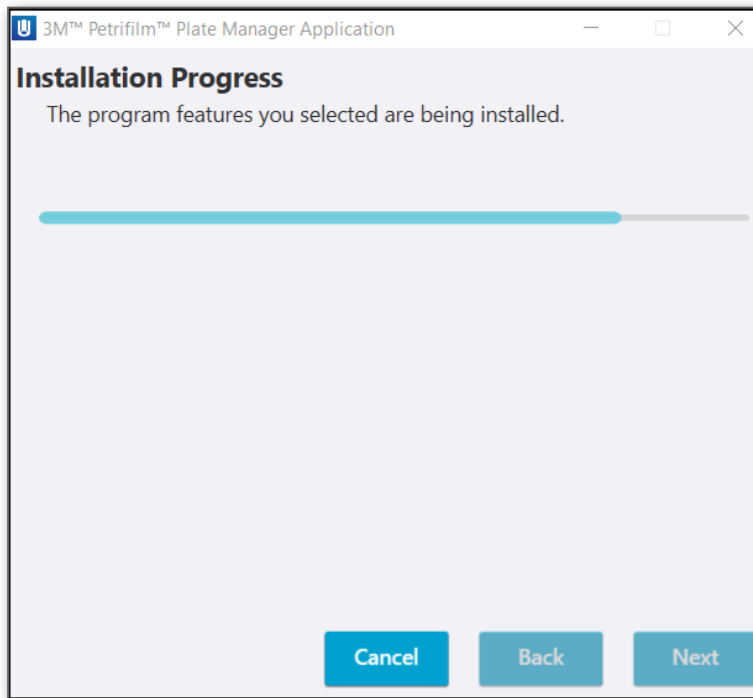 3M™ Petrifilm™ Plate Manager Application
Installation Progress
The program features you selected are being installed.
Cancel Back Next